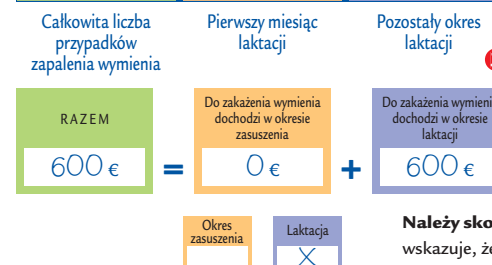 Całkowita liczba
przypadków
zapalenia wymienia
Pierwszy miesiąc
laktacji
Pozostały okres
laktacji
RAZEM
600 €
=
Do zakażenia wymienia
dochodzi w okresie
zasuszenia
0 €
+
Do zakażenia wymieni
dochodzi w okresie
laktacji
600 €
Okres
zasuszenia
Laktacja
X
Należy sko
wskazuje, że